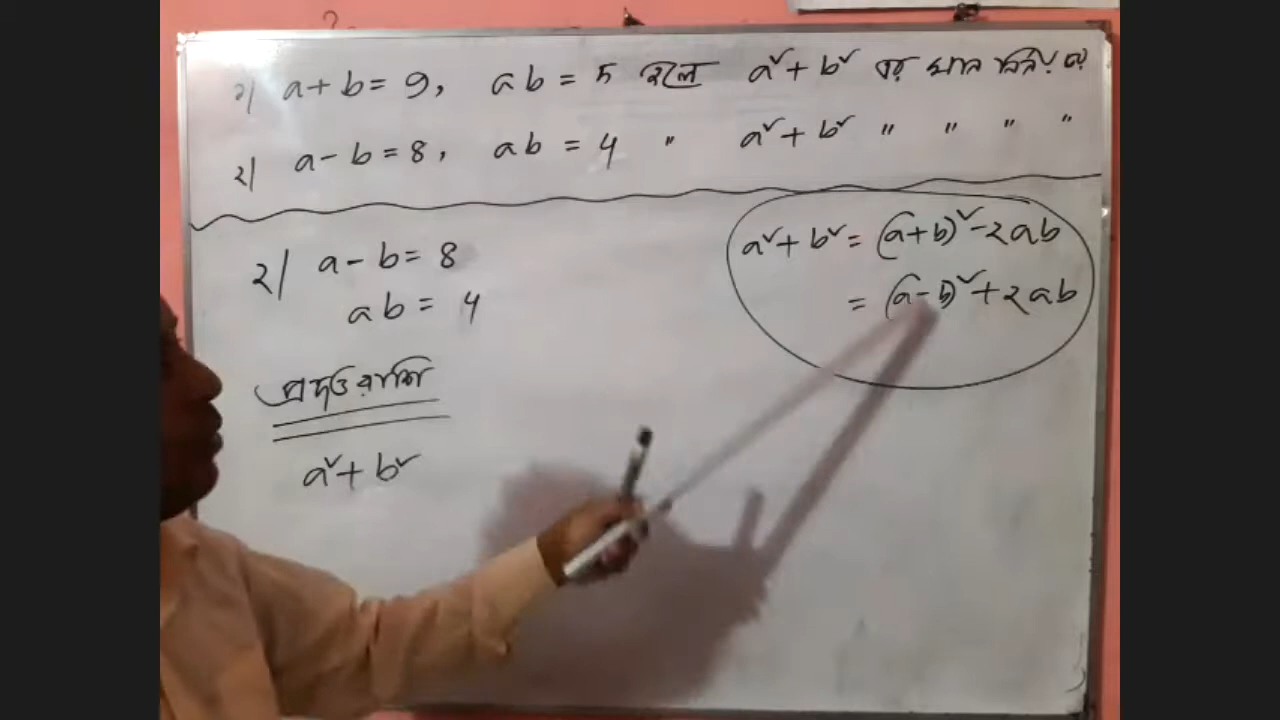 ১| a + b = 9, ab = 5 হলে a² + b² এর মান নির্ণয় কর
২| a - b = 8, ab = 4 " a² + b² " " " "
২| a - b = 8
ab = 4
প্রদত্ত রাশি
a² + b²
a² + b² = (a+b)² - 2ab
= (a-b)² + 2ab